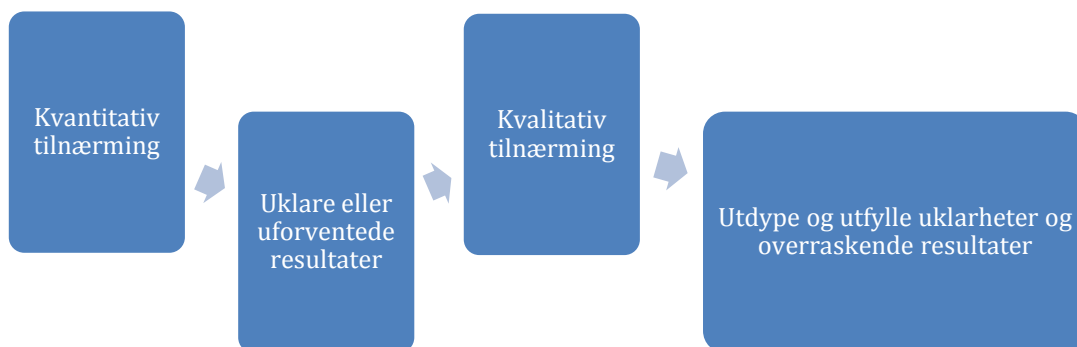 Kvantitativ
tilnærming
Uklare eller
uforventede
resultater
Kvalitativ
tilnærming
Utdype og utfylle uklarheter og
overraskende resultater